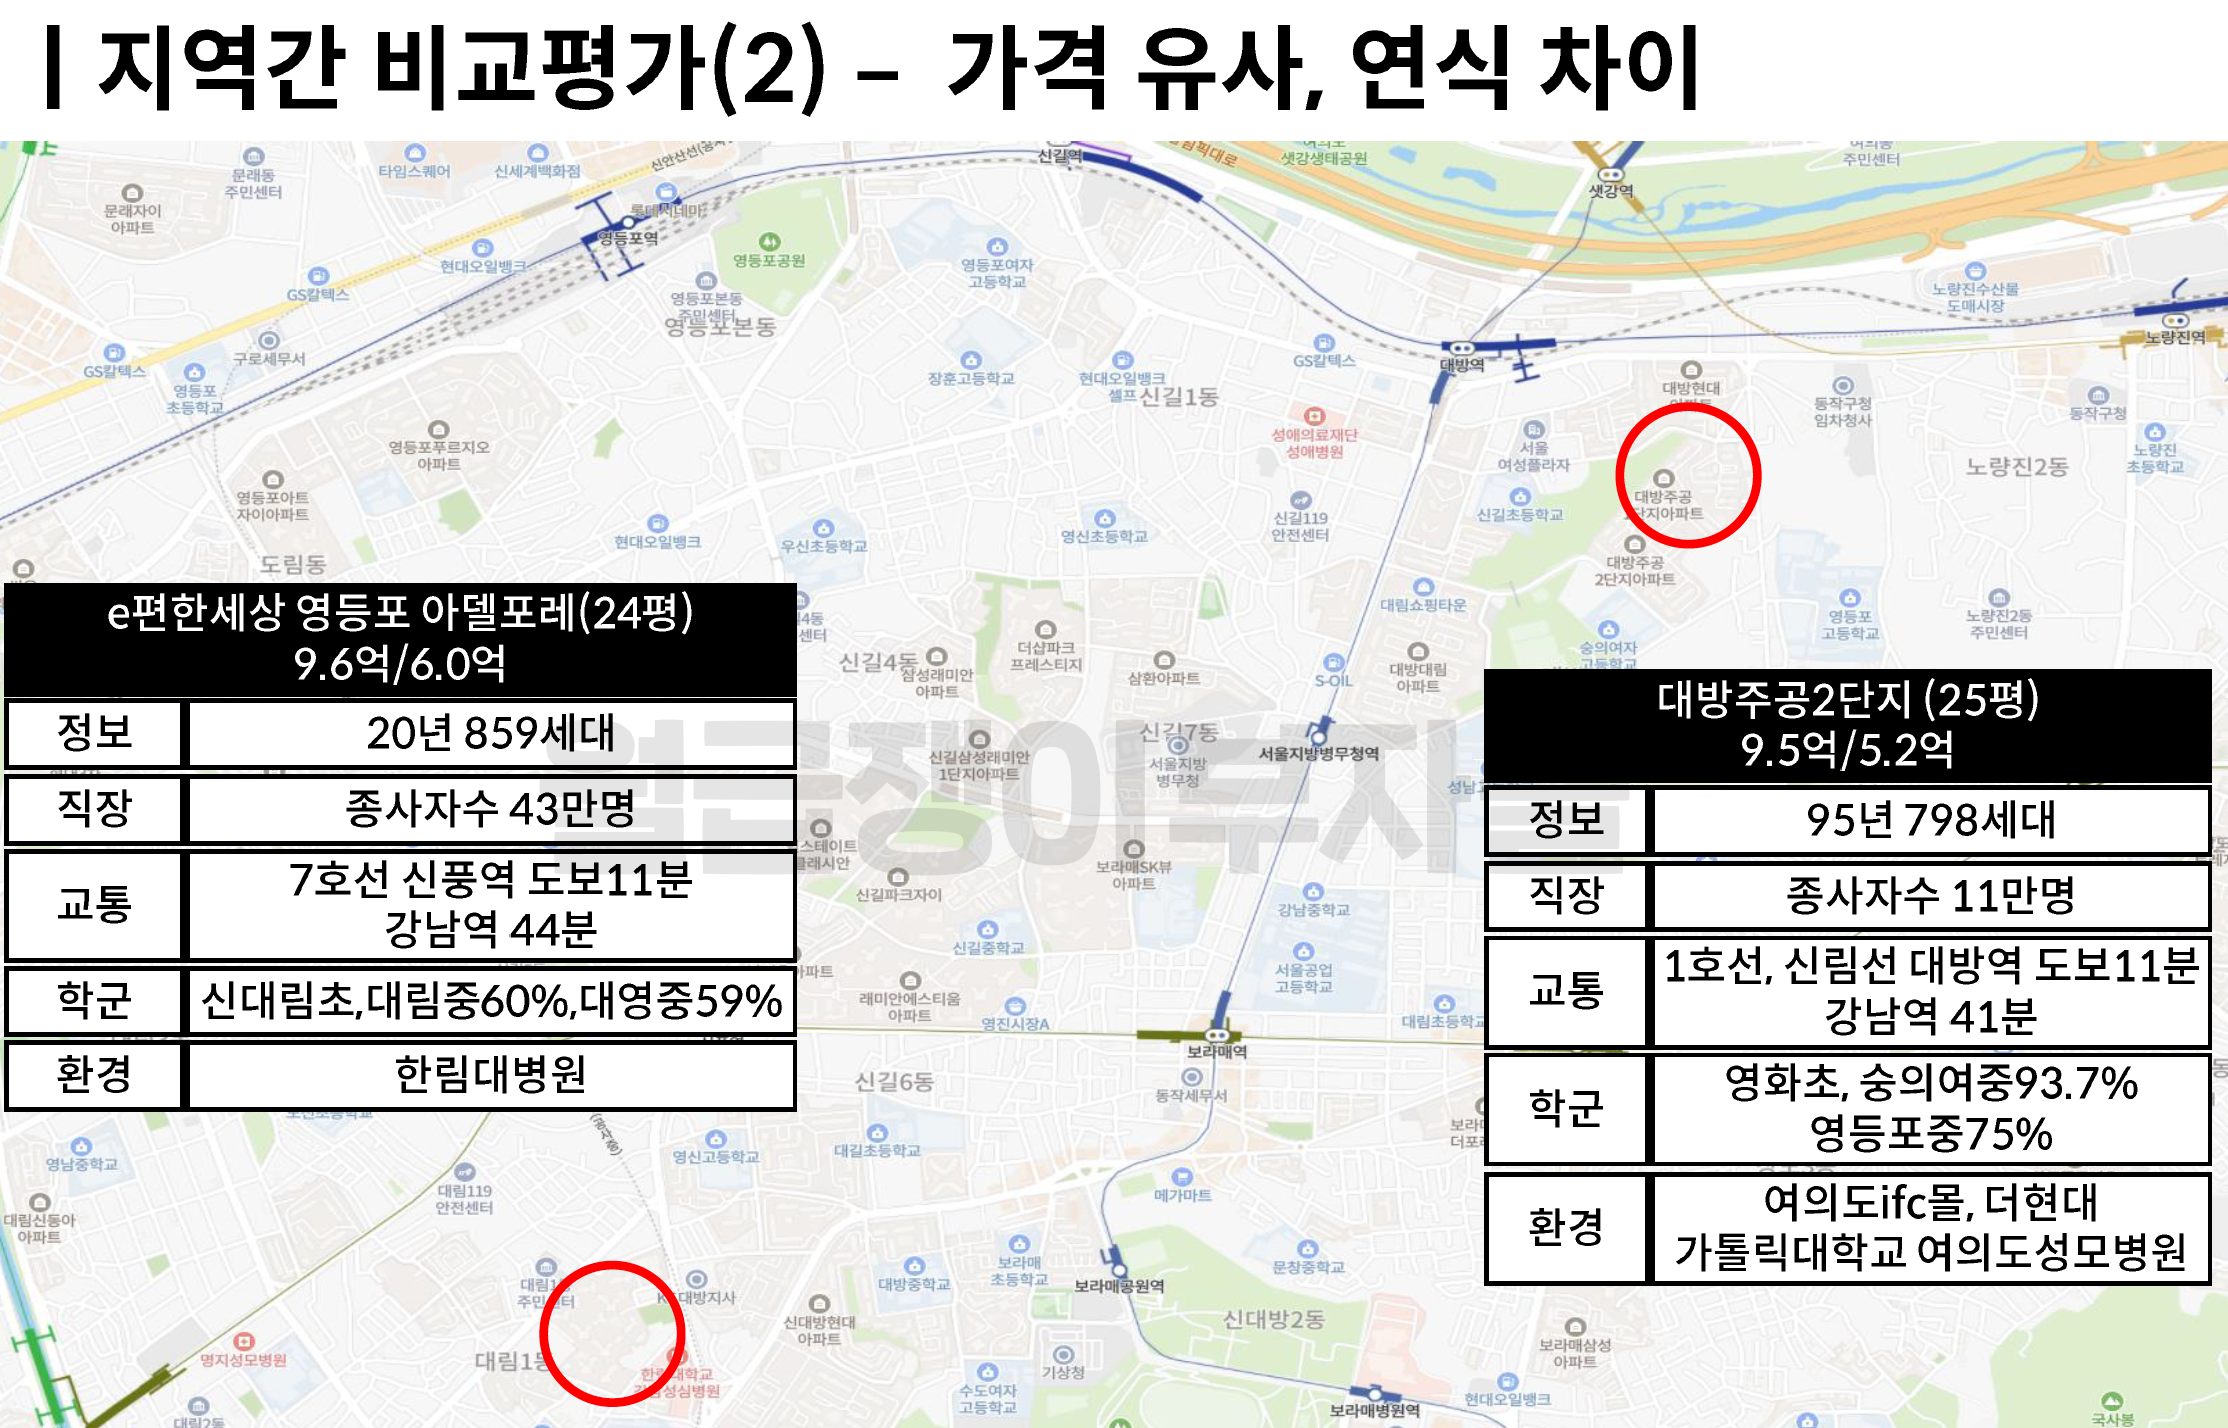 | 지역간 비교평가(2) – 가격 유사, 연식 차이
신길역
샛강생태공원
주민센터
문래동
주민센터
타임스퀘어
신세계백화점
샛강역
문래자이
아파트
롯데시네마
영등포역
현대오일뱅크
영등포공원
영등포여자
고등학교
GS칼텍스
영등포본동
주민센터
영등포본동
노량진수산물
도매시장
노량진역
구로세무서
GS칼텍스
영등포
초등학교
장훈고등학교
현대오일뱅크
셀프
신길1동
GS칼텍스
대방역
대방현대
아파트
동작구청
임차청사
동작구청
성애의료재단
성애병원
서울
여성플라자
영등포푸르지오
아파트
노량진2동
노량진
초등학교
영등포아트
자이아파트
대방주공
1단지아파트
신길초등학교
신길119
안전센터
현대오일뱅크
우신초등학교
영신초등학교
도림동
대방주공
2단지아파트
대림쇼핑타운
영등포
고등학교
노량진2동
주민센터
숭의여자
고등학교
e편한세상 영등포 아델포레(24평)
9.6억/6.0억
정보 20년 859세대
직장 종사자수 43만명
교통 7호선 신풍역 도보11분
강남역 44분
학군 신대림초,대림중60%,대영중59%
환경 한림대병원
신길4동
삼성래미안
아파트
더샵파크
프레스티지
삼환아파트
S-OIL
대방대림
아파트
신길7동
서울지방
병무청
서울지방병무청역
신길삼성래미안
1단지아파트
월급쟁이투자들
보라매SK뷰
아파트
신길파크자이
강남중학교
신길중학교
서울공업
고등학교
래미안에스티움
아파트
영진시장A
대림초등학교
보라매역
신길6동
동작세무서
대방주공2단지 (25평)
9.5억/5.2억
정보 95년 798세대
직장 종사자수 11만명
교통 1호선, 신림선 대방역 도보11분
강남역 41분
학군 영화초, 숭의여중93.7%
영등포중75%
환경 여의도ifc몰, 더현대
가톨릭대학교 여의도성모병원
영남중학교
영신고등학교
대길초등학교
대림119
안전센터
메가마트
대림신동아
아파트
대림1동
주민센터
KT대방지사
대방중학교
보라매
초등학교
보라매공원역
문창중학교
신대방현대
아파트
신대방2동
보라매삼성
아파트
명지성모병원
대림1동
한림대학교
강남성심병원
기상청
수도여자
고등학교
현대오일뱅크
보라매병원역
대림2동
국사봉